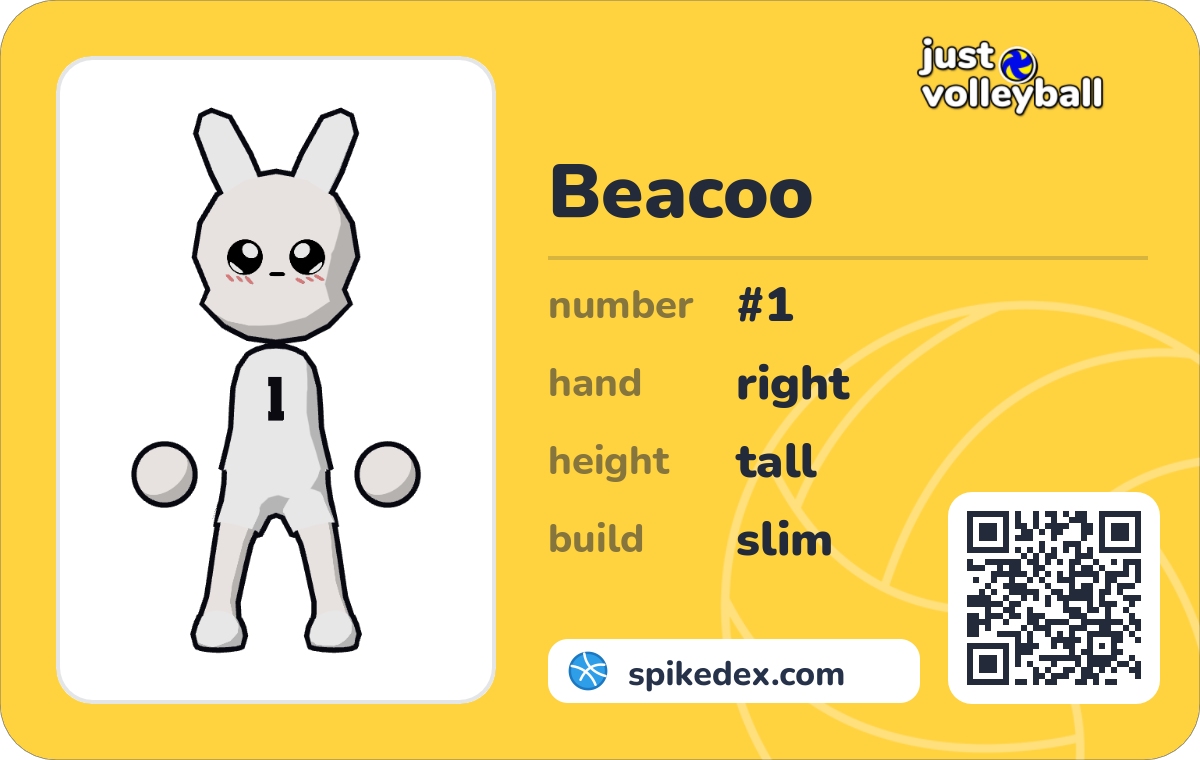 just
volleyball
Beacoo
number #1
hand right
height tall
build slim
1
spikedex.com